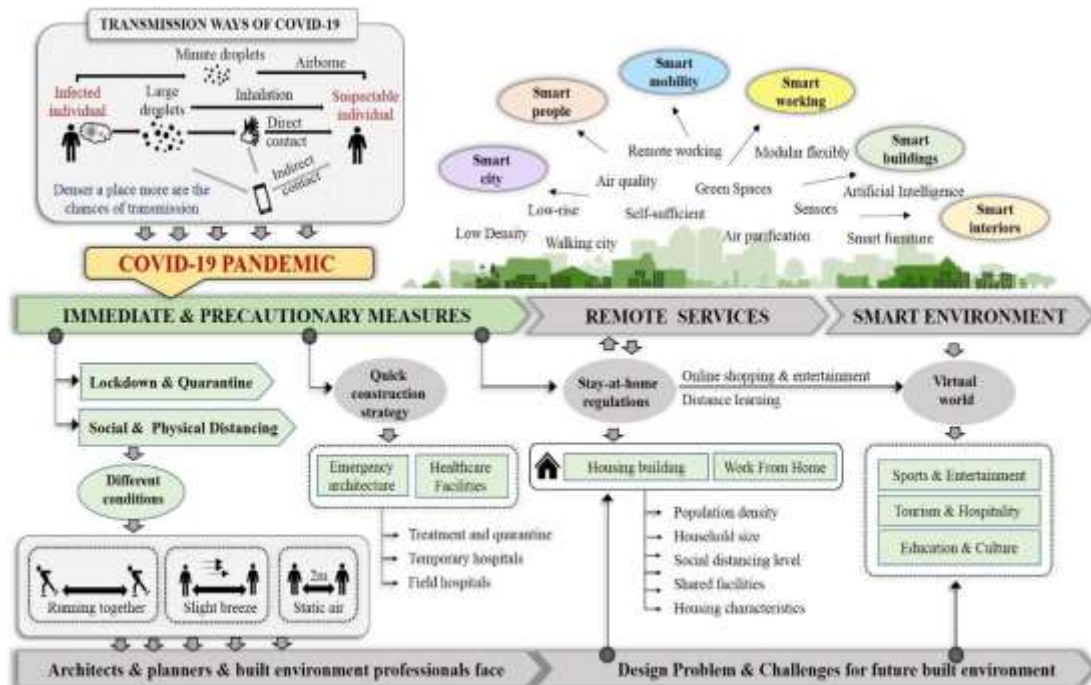 TRANSMISSION WAYS OF COVID-19
Minute droplets
Airborne
Infected
individual
Large
droplets
Inhalation
Suspectable
individual
Direct
contact
Indirect
contact
Denser a place more are the
chances of transmission
COVID-19 PANDEMIC
Smart
city
Smart
people
Smart
mobility
Smart
working
Smart
buildings
Smart
interiors
Remote working
Modular flexibly
Air quality
Green Spaces
Artificial Intelligence
Low-rise
Self-sufficient
Sensors
Low Density
Walking city
Air purification
Smart furniture
IMMEDIATE & PRECAUTIONARY MEASURES
REMOTE SERVICES
SMART ENVIRONMENT
Lockdown & Quarantine
Social & Physical Distancing
Different
conditions
Running together
Slight breeze
2m
Static air
Quick
construction
strategy
Emergency
architecture
Healthcare
Facilities
Treatment and quarantine
Temporary hospitals
Field hospitals
Stay-at-home
regulations
Online shopping & entertainment
Distance learning
Virtual
world
Housing building
Work From Home
Population density
Household size
Social distancing level
Shared facilities
Housing characteristics
Sports & Entertainment
Tourism & Hospitality
Education & Culture
Architects & planners & built environment professionals face
Design Problem & Challenges for future built environment